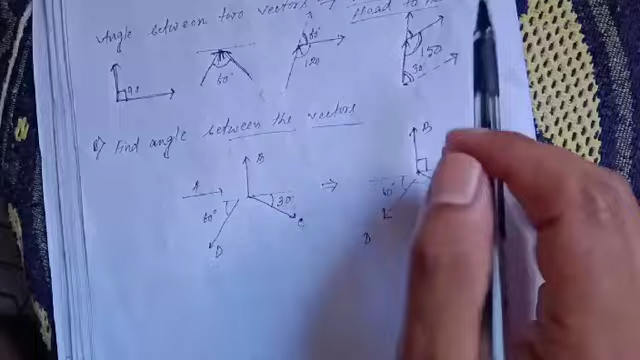 Angle between two vectors
Head to
60°
90
60°
120
150
30°
Find angle between the vectors
B
B
A
⇒
60°
30°
60°
C
D
D